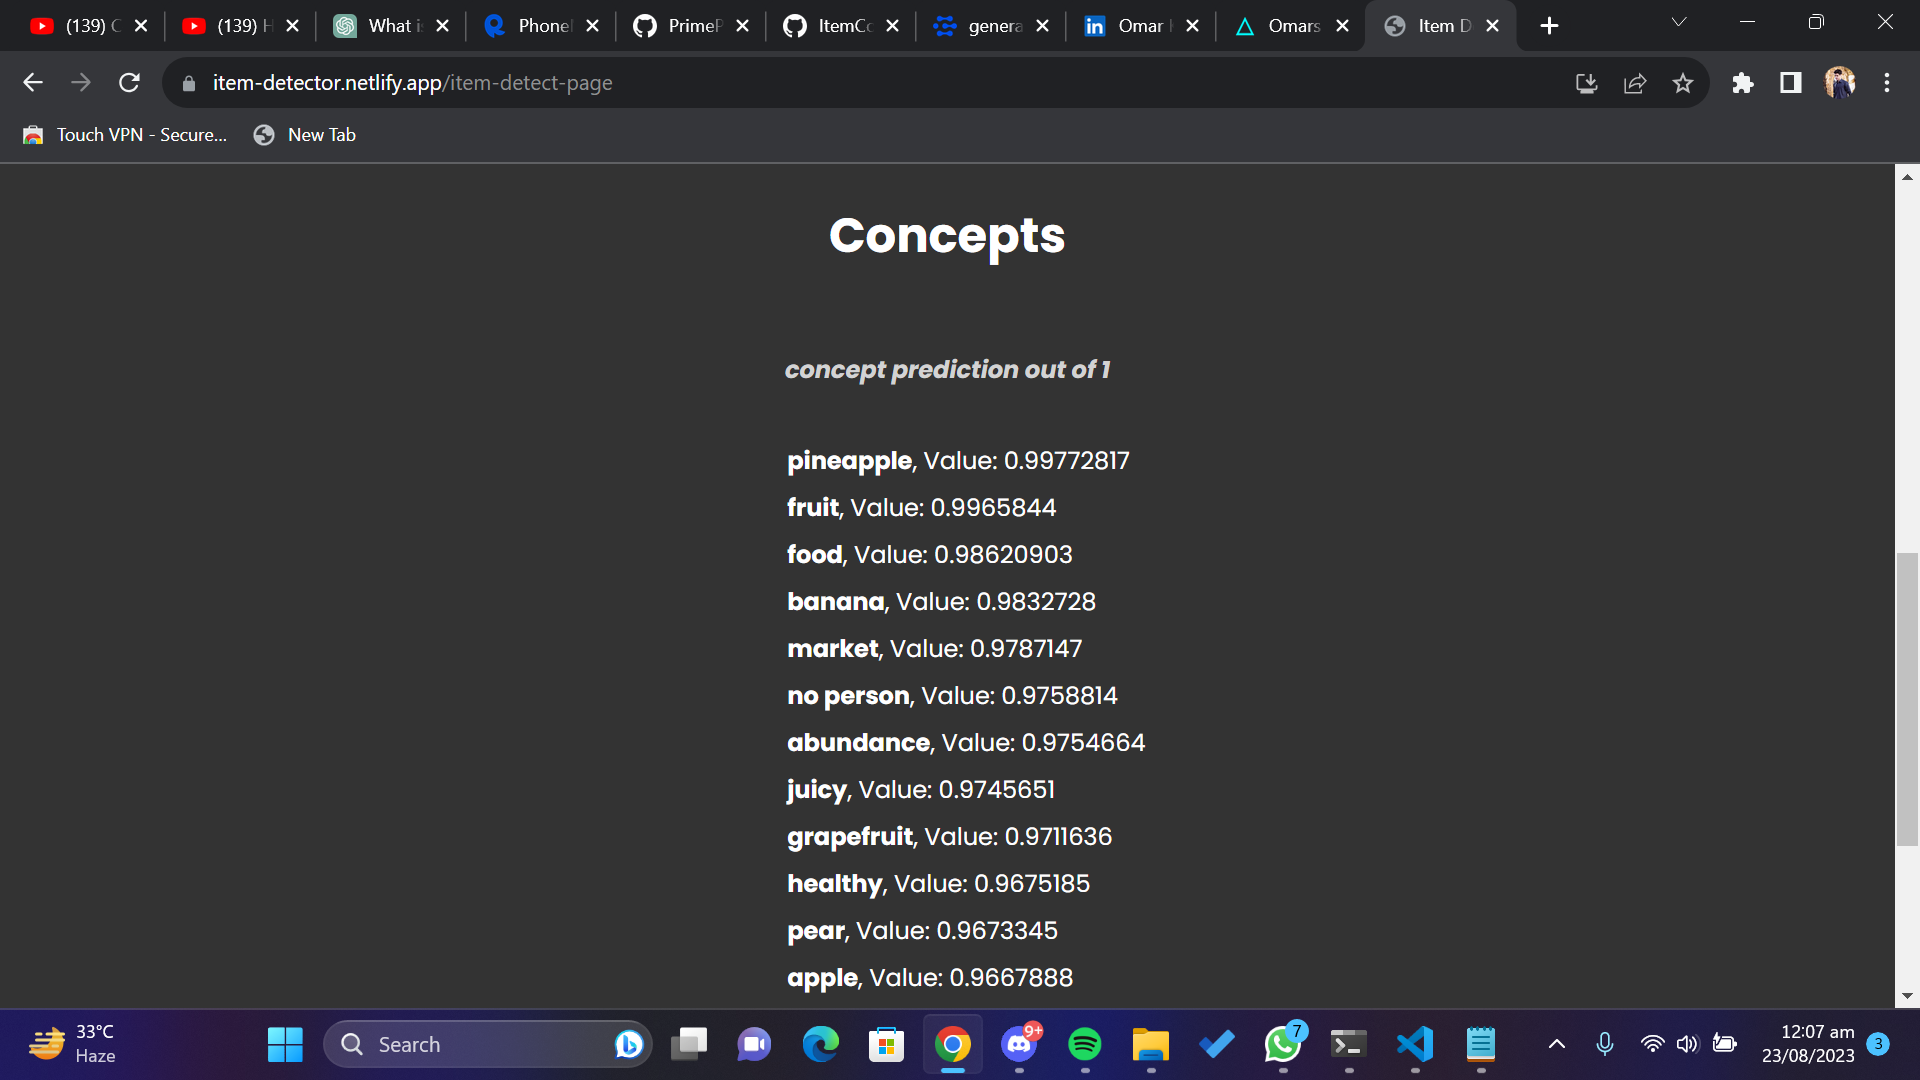 (139) C
(139) H
What i
Phone
PrimeP
ItemCo
genera
Omar
Omars
Item D
item-detector.netlify.app/item-detect-page
Touch VPN - Secure...
New Tab
Concepts
concept prediction out of 1
pineapple, Value: 0.99772817
fruit, Value: 0.9965844
food, Value: 0.98620903
banana, Value: 0.9832728
market, Value: 0.9787147
no person, Value: 0.9758814
abundance, Value: 0.9754664
juicy, Value: 0.9745651
grapefruit, Value: 0.9711636
healthy, Value: 0.9675185
pear, Value: 0.9673345
apple, Value: 0.9667888
33°C
Haze
Search
9+
7
12:07 am
23/08/2023
3